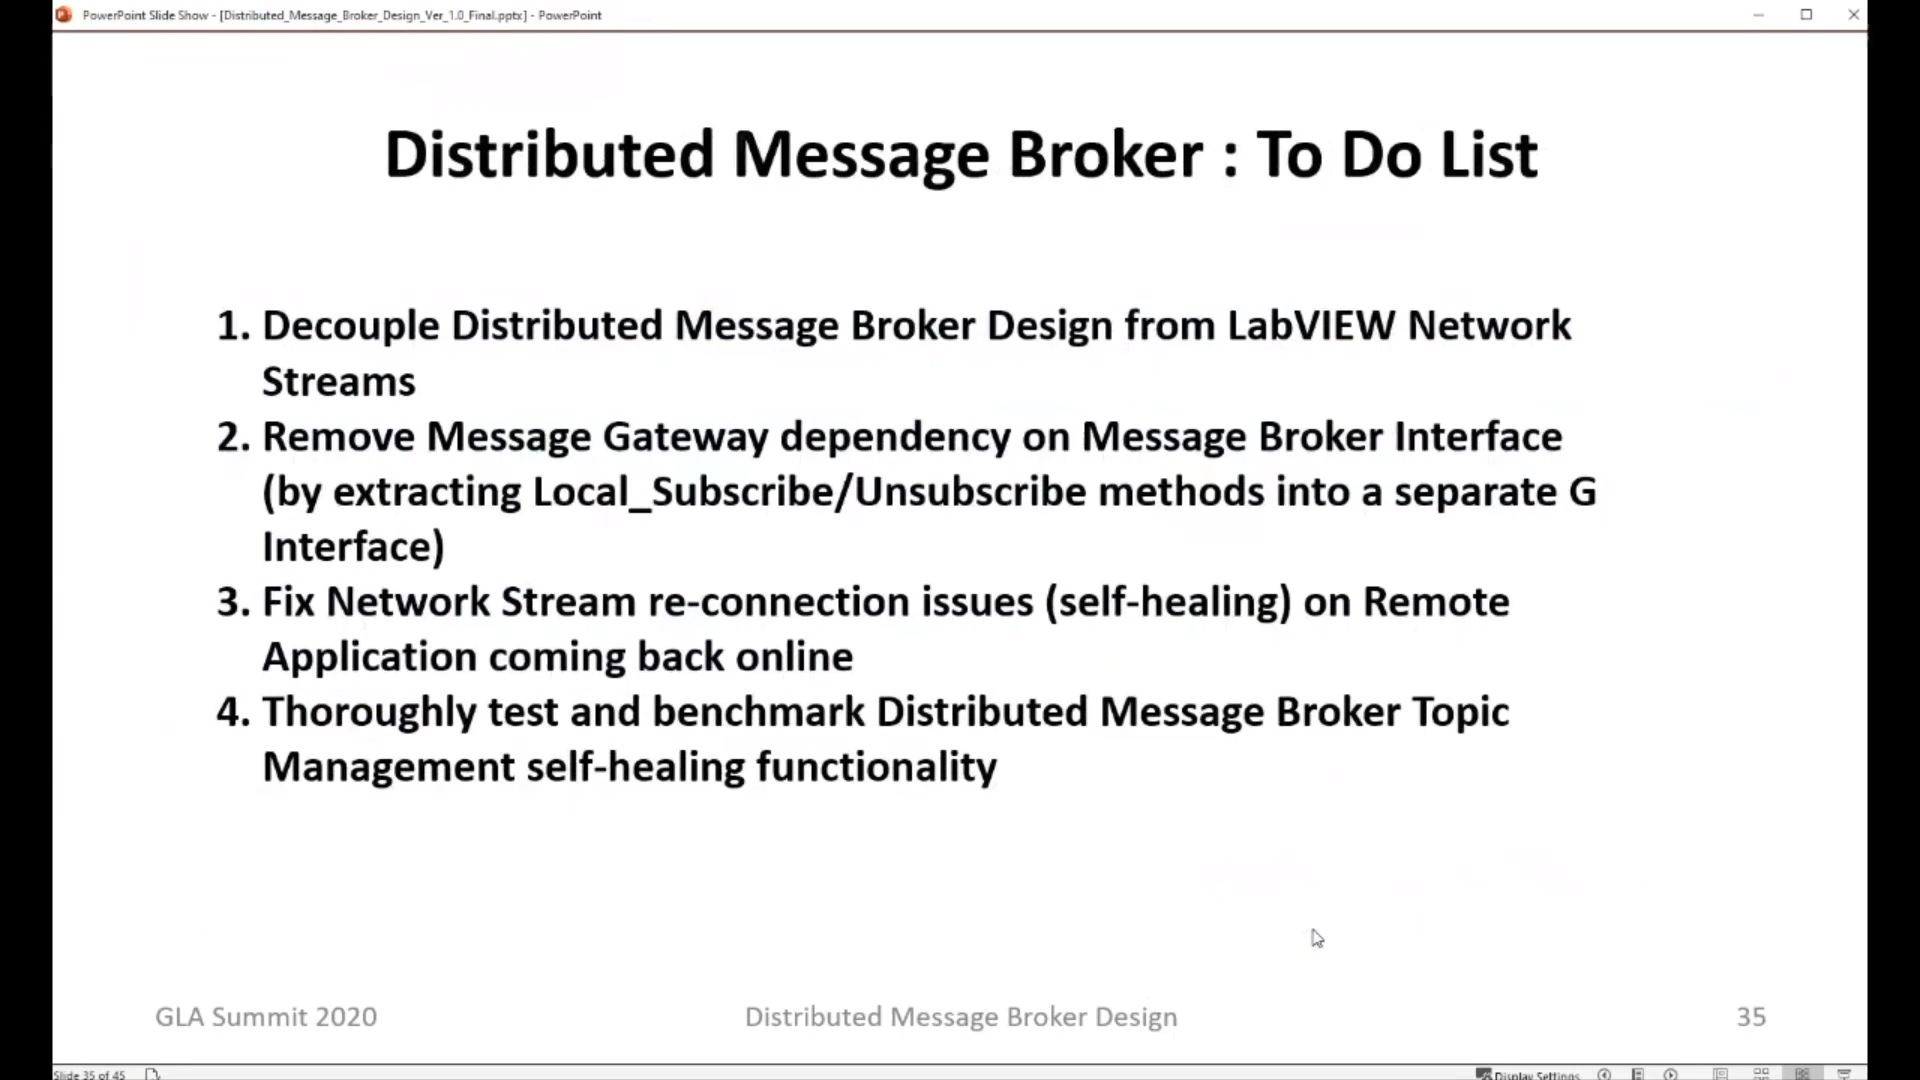 PowerPoint Slide Show - [Distributed_Message_Broker_Design_Ver_1.0_Final.pptx] - PowerPoint
Distributed Message Broker : To Do List
1. Decouple Distributed Message Broker Design from LabVIEW Network
Streams
2. Remove Message Gateway dependency on Message Broker Interface
(by extracting Local_Subscribe/Unsubscribe methods into a separate G
Interface)
3. Fix Network Stream re-connection issues (self-healing) on Remote
Application coming back online
4. Thoroughly test and benchmark Distributed Message Broker Topic
Management self-healing functionality
GLA Summit 2020
Distributed Message Broker Design
35
Slide 35 of 45
Display Settings